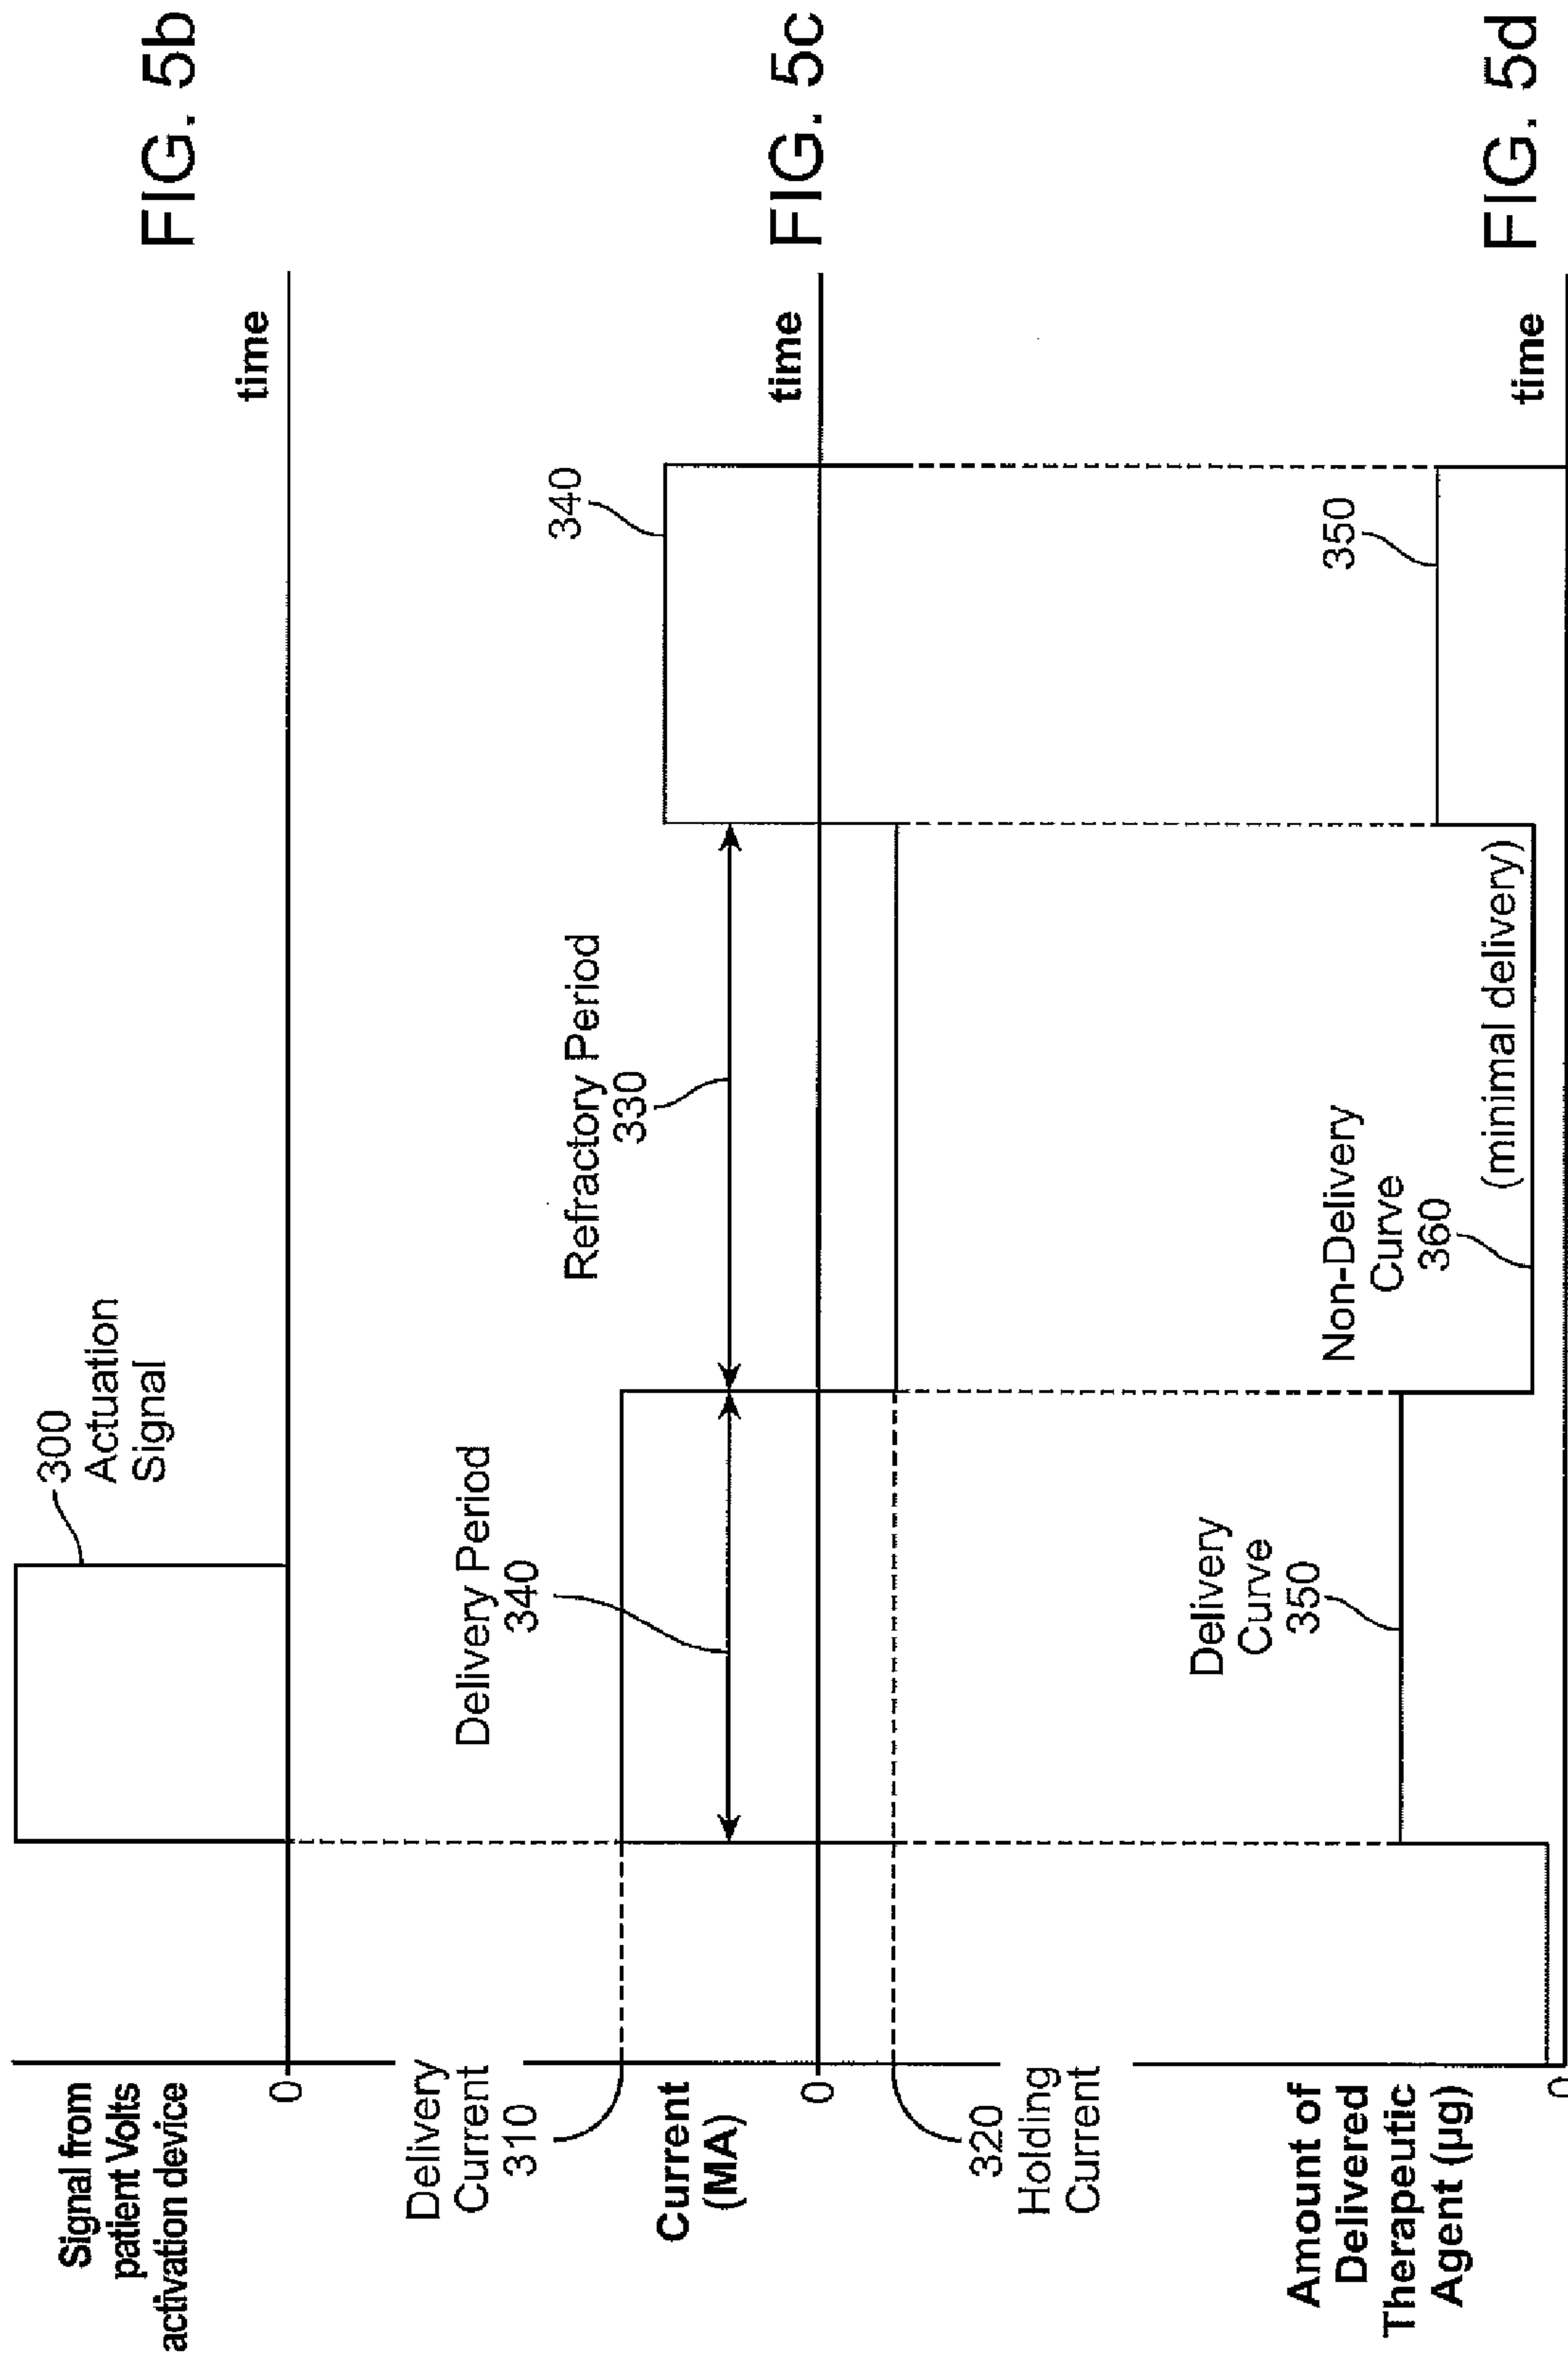 Signal from
patient Volts
activation device
0
300
Actuation
Signal
time
FIG. 5b
Delivery
Current
310
Current
(MA)
0
320
Holding
Current
Delivery Period
340
Refractory Period
330
340
time
FIG. 5c
Amount of
Delivered
Therapeutic
Agent (µg)
0
Delivery
Curve
350
Non-Delivery
Curve
360
(minimal delivery)
350
time
FIG. 5d